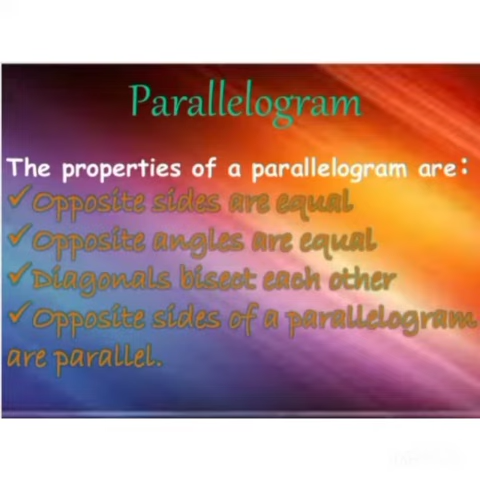 Parallelogram
The properties of a parallelogram are:
✓Opposite sides are equal
✓Opposite angles are equal
✓Diagonals bisect each other
✓Opposite sides of a parallelogram
are parallel.